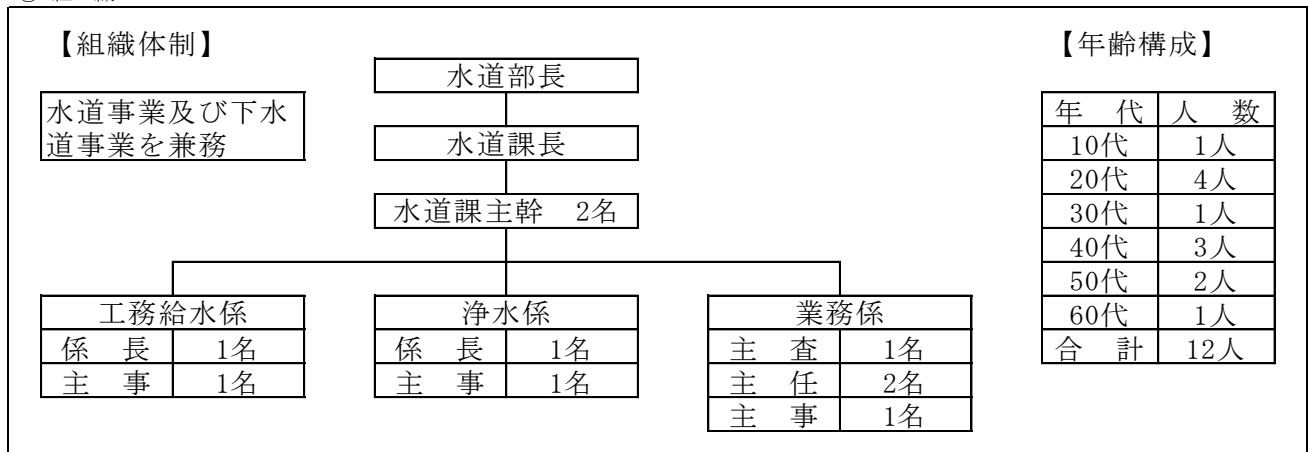 【組織体制】
【年齢構成】
水道事業及び下水
道事業を兼務
水道部長
水道課長
水道課主幹　2名
工務給水係
係　長　1名
主　事　1名
浄水係
係　長　1名
主　事　1名
業務係
主　査　1名
主　任　2名
主　事　1名
年　代　人　数
10代　1人
20代　4人
30代　1人
40代　3人
50代　2人
60代　1人
合　計　12人